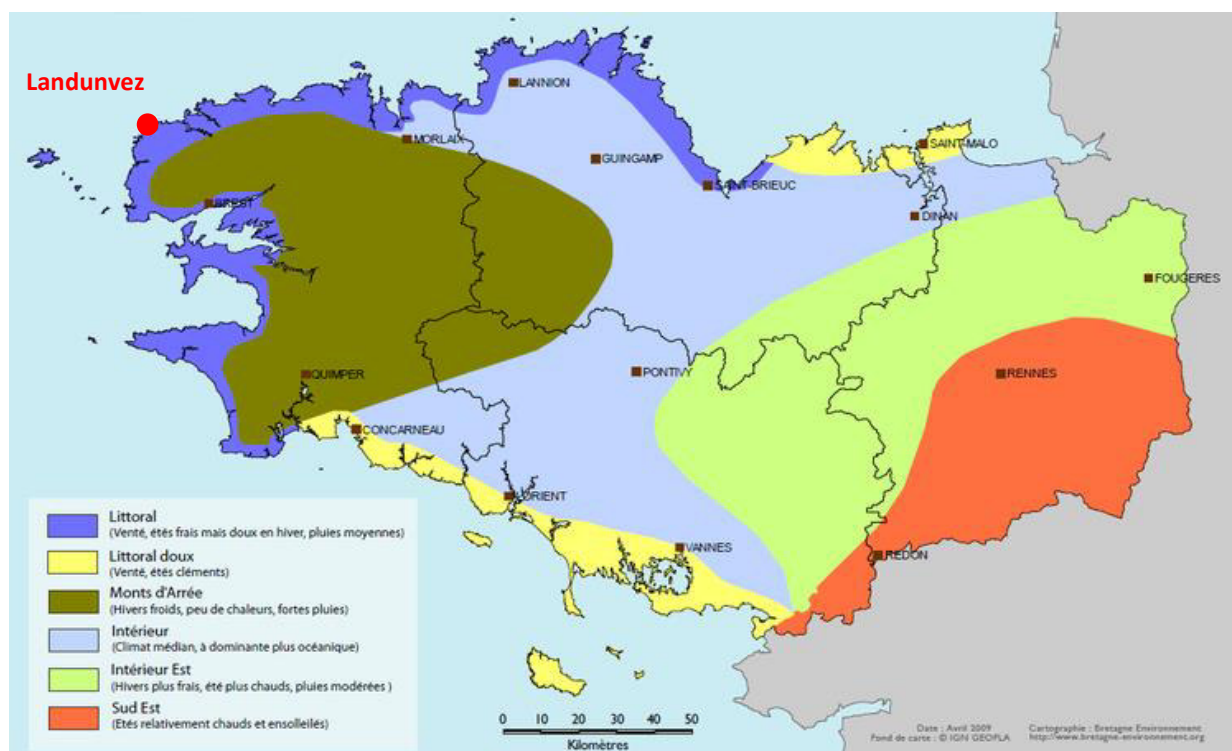 Landunvez
LANNION
MORLAIX
GUINGAMP
SAINT-MALO
SAINT-BRIEUC
BREST
DINAN
FOUGERES
QUIMPER
PONTIVY
RENNES
CONCARNEAU
LORIENT
VANNES
REDON
Littoral
(Venté, étés frais mais doux en hiver, pluies moyennes)
Littoral doux
(Venté, étés cléments)
Monts d'Arrée
(Hivers froids, peu de chaleurs, fortes pluies)
Intérieur
(Climat médian, à dominante plus océanique)
Intérieur Est
(Hivers plus frais, été plus chauds, pluies modérées )
Sud Est
(Etés relativement chauds et ensolleilés)
0 10 20 30 40 50
Kilomètres
Date : Avril 2009
Fond de carte : © IGN GEOFLA
Cartographie : Bretagne Environnement
http://www.bretagne-environnement.org